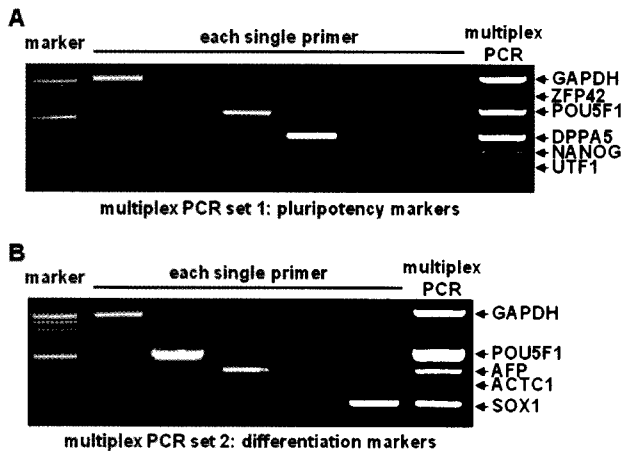 A
marker
each single primer
multiplex
PCR
GAPDH
ZFP42
POU5F1
DPPA5
NANOG
UTF1
multiplex PCR set 1: pluripotency markers
B
marker
each single primer
multiplex
PCR
GAPDH
POU5F1
AFP
ACTC1
SOX1
multiplex PCR set 2: differentiation markers